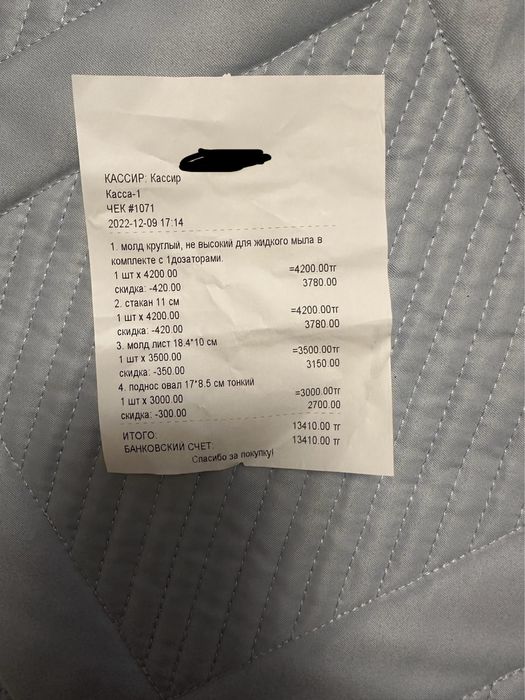 КАССИР: Кассир
Касса-1
ЧЕК #1071
2022-12-09 17:14
1. молд круглый, не высокий для жидкого мыла в
комплекте с 1дозаторами.
1 шт x 4200.00 =4200.00тг
скидка: -420.00 3780.00
2. стакан 11 см
1 шт x 4200.00 =4200.00тг
скидка: -420.00 3780.00
3. молд лист 18.4*10 см
1 шт x 3500.00 =3500.00тг
скидка: -350.00 3150.00
4. поднос овал 17*8.5 см тонкий
1 шт x 3000.00 =3000.00тг
скидка: -300.00 2700.00
ИТОГО: 13410.00 тг
БАНКОВСКИЙ СЧЕТ: 13410.00 тг
Спасибо за покупку!